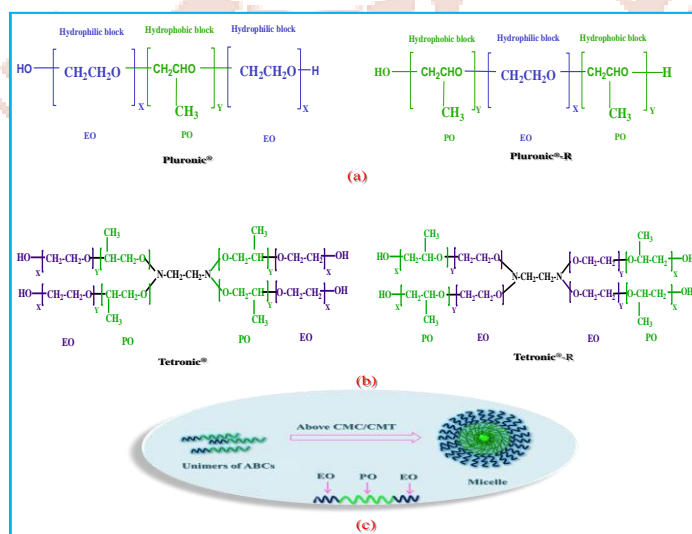 Hydrophilic block Hydrophobic block Hydrophilic block
HO CH₂CH₂O X CH₂CHO CH₃ Y CH₂CH₂O X H
EO PO EO
Pluronic®
Hydrophobic block Hydrophilic block Hydrophobic block
HO CH₂CHO CH₃ Y CH₂CH₂O X CH₂CHO CH₃ Y H
PO EO PO
Pluronic®-R
(a)
CH₃ CH₃
HO CH₂-CH₂-O X CH-CH₂-O Y O-CH₂-CH Y O-CH₂-CH₂ X OH
N-CH₂-CH₂-N
HO CH₂-CH₂-O X CH-CH₂-O Y O-CH₂-CH Y O-CH₂-CH₂ X OH
CH₃ CH₃
EO PO PO EO
Tetronic®
CH₃ CH₃
HO CH₂-CH-O X CH₂-CH₂-O Y O-CH₂-CH₂ Y O-CH-CH₂ X OH
N-CH₂-CH₂-N
HO CH₂-CH-O X CH₂-CH₂-O Y O-CH₂-CH₂ Y O-CH-CH₂ X OH
CH₃ CH₃
PO EO EO PO
Tetronic®-R
(b)
Above CMC/CMT
Unimers of ABCs
EO PO EO
Micelle
(c)